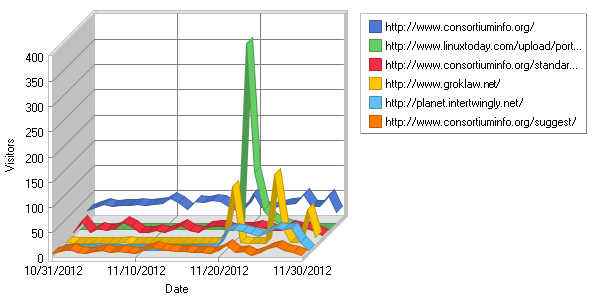 400
350
300
250
200
150
100
50
0
Visitors
10/31/2012 11/10/2012 11/20/2012 11/30/2012
Date
http://www.consortiuminfo.org/
http://www.linuxtoday.com/upload/port...
http://www.consortiuminfo.org/standar...
http://www.groklaw.net/
http://planet.intertwingly.net/
http://www.consortiuminfo.org/suggest/